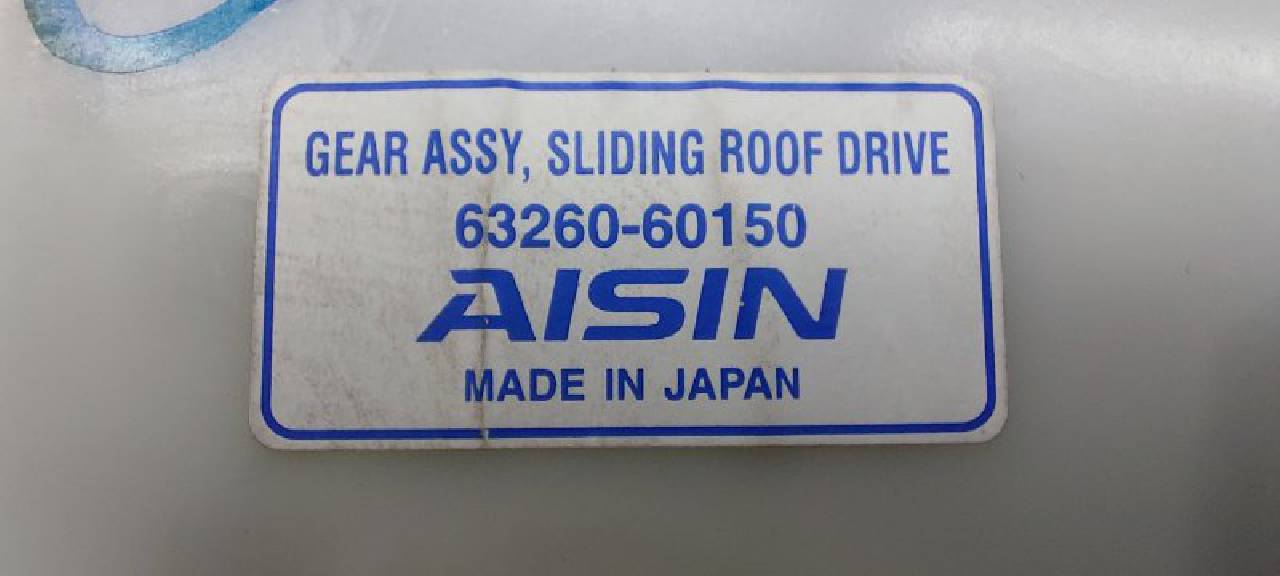 GEAR ASSY, SLIDING ROOF DRIVE
63260-60150
AISIN
MADE IN JAPAN